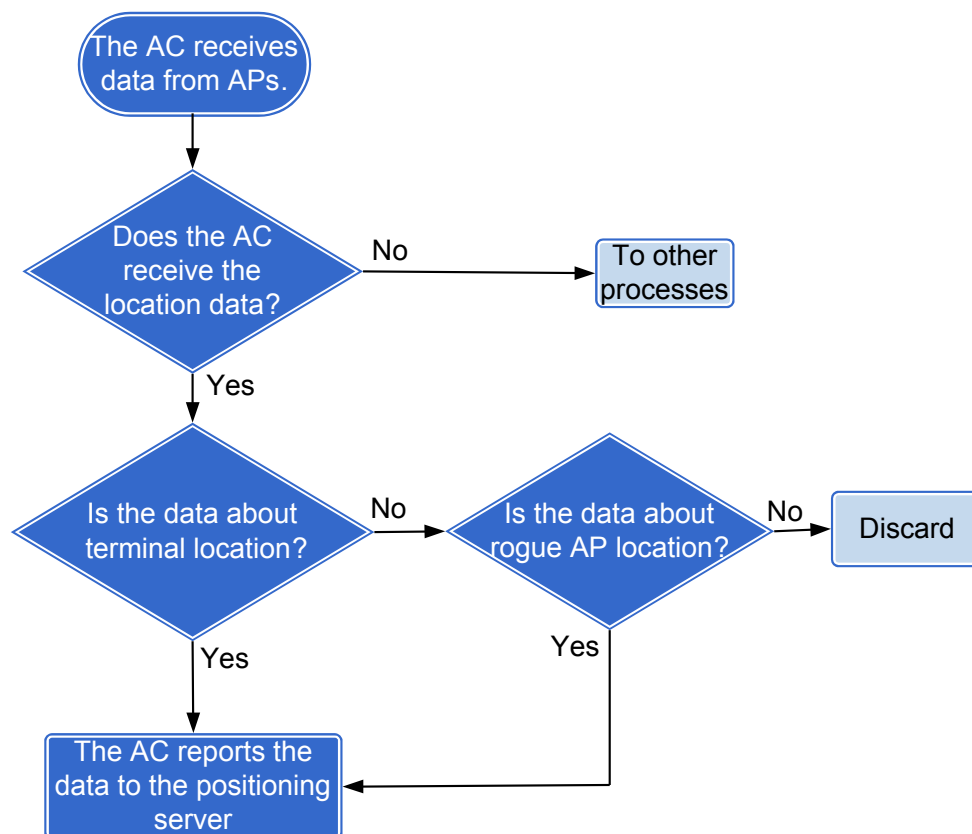 The AC receives
data from APs.
Does the AC
receive the
location data?
No
To other
processes
Yes
Is the data about
terminal location?
No
Is the data about
rogue AP location?
No
Discard
Yes
Yes
The AC reports the
data to the positioning
server